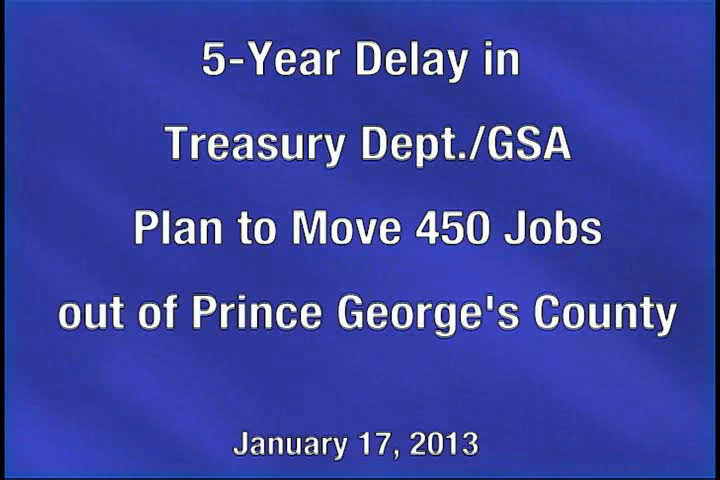 5-Year Delay in
Treasury Dept./GSA
Plan to Move 450 Jobs
out of Prince George's County
January 17, 2013